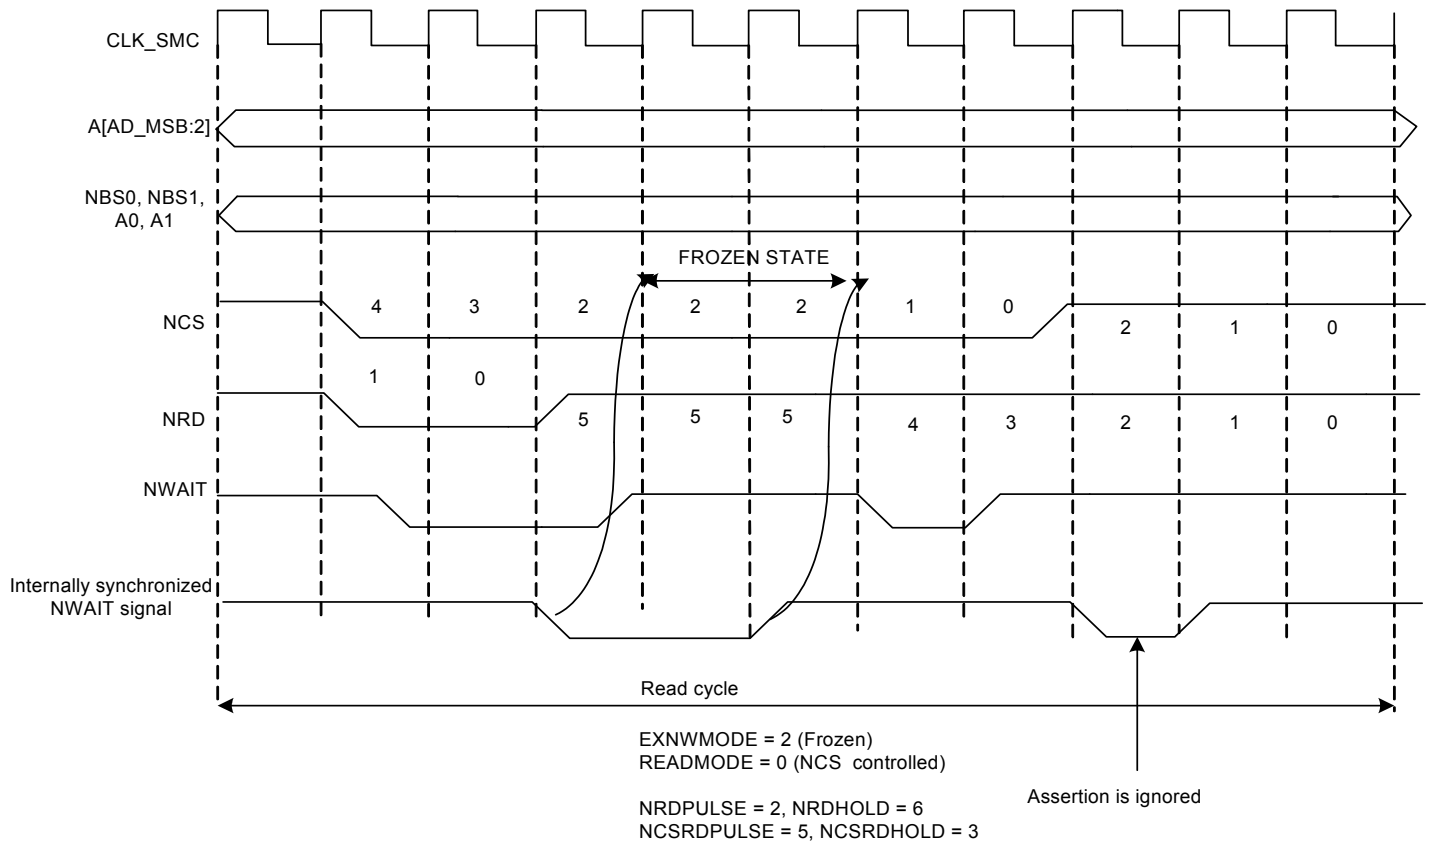 CLK_SMC
A[AD_MSB:2]
NBS0, NBS1,
A0, A1
FROZEN STATE
NCS
4 3 2 2 2 1 0
2 1 0
1 0
NRD
5 5 5 4 3 2 1 0
NWAIT
Internally synchronized
NWAIT signal
Read cycle
EXNWMODE = 2 (Frozen)
READMODE = 0 (NCS controlled)
Assertion is ignored
NRDPULSE = 2, NRDHOLD = 6
NCSRDPULSE = 5, NCSRDHOLD = 3